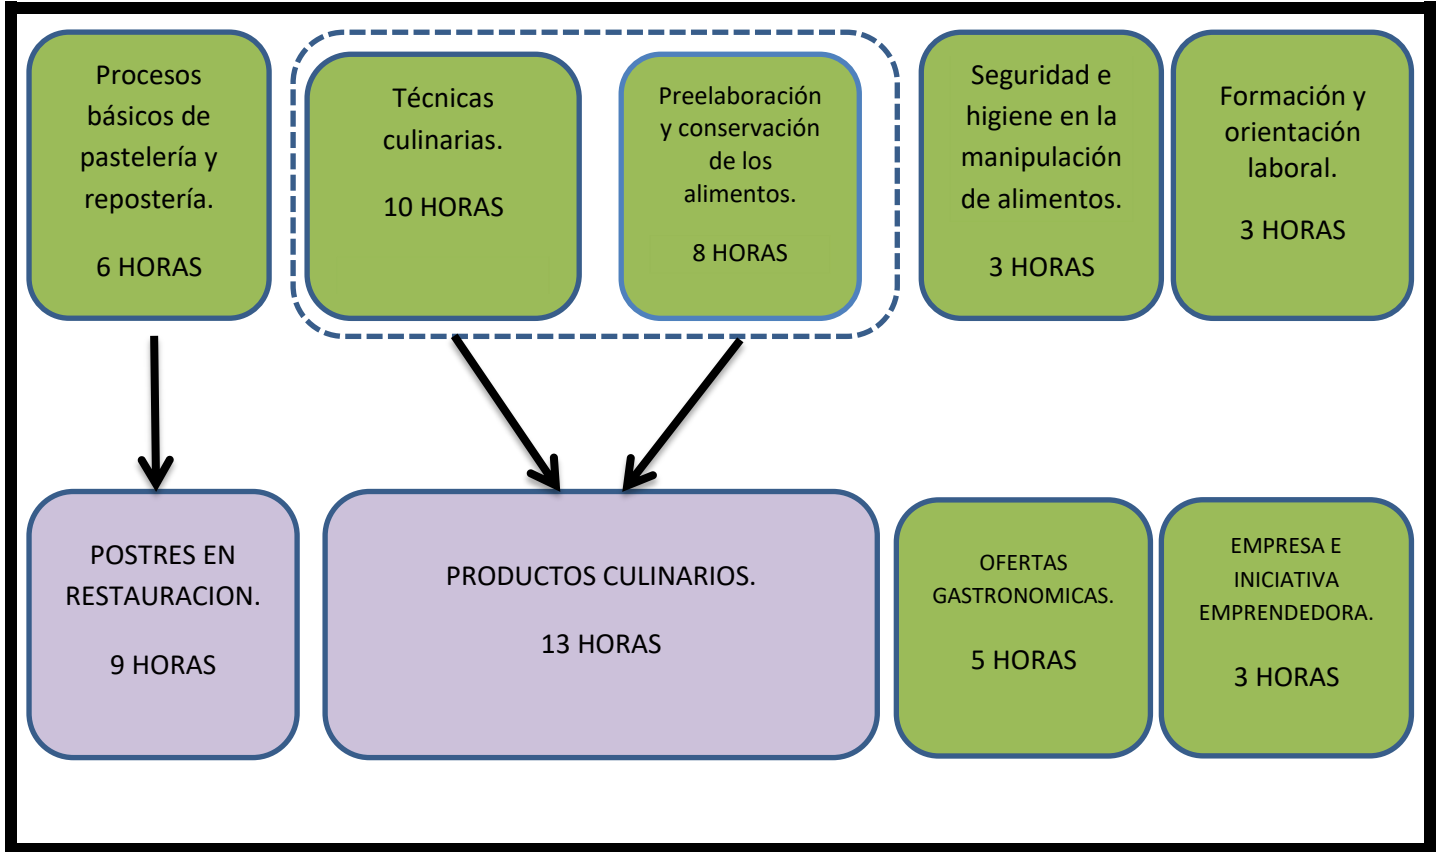 Procesos
básicos de
pastelería y
repostería.
6 HORAS
Técnicas
culinarias.
10 HORAS
Preelaboración
y conservación
de los
alimentos.
8 HORAS
Seguridad e
higiene en la
manipulación
de alimentos.
3 HORAS
Formación y
orientación
laboral.
3 HORAS
POSTRES EN
RESTAURACION.
9 HORAS
PRODUCTOS CULINARIOS.
13 HORAS
OFERTAS
GASTRONOMICAS.
5 HORAS
EMPRESA E
INICIATIVA
EMPRENDEDORA.
3 HORAS